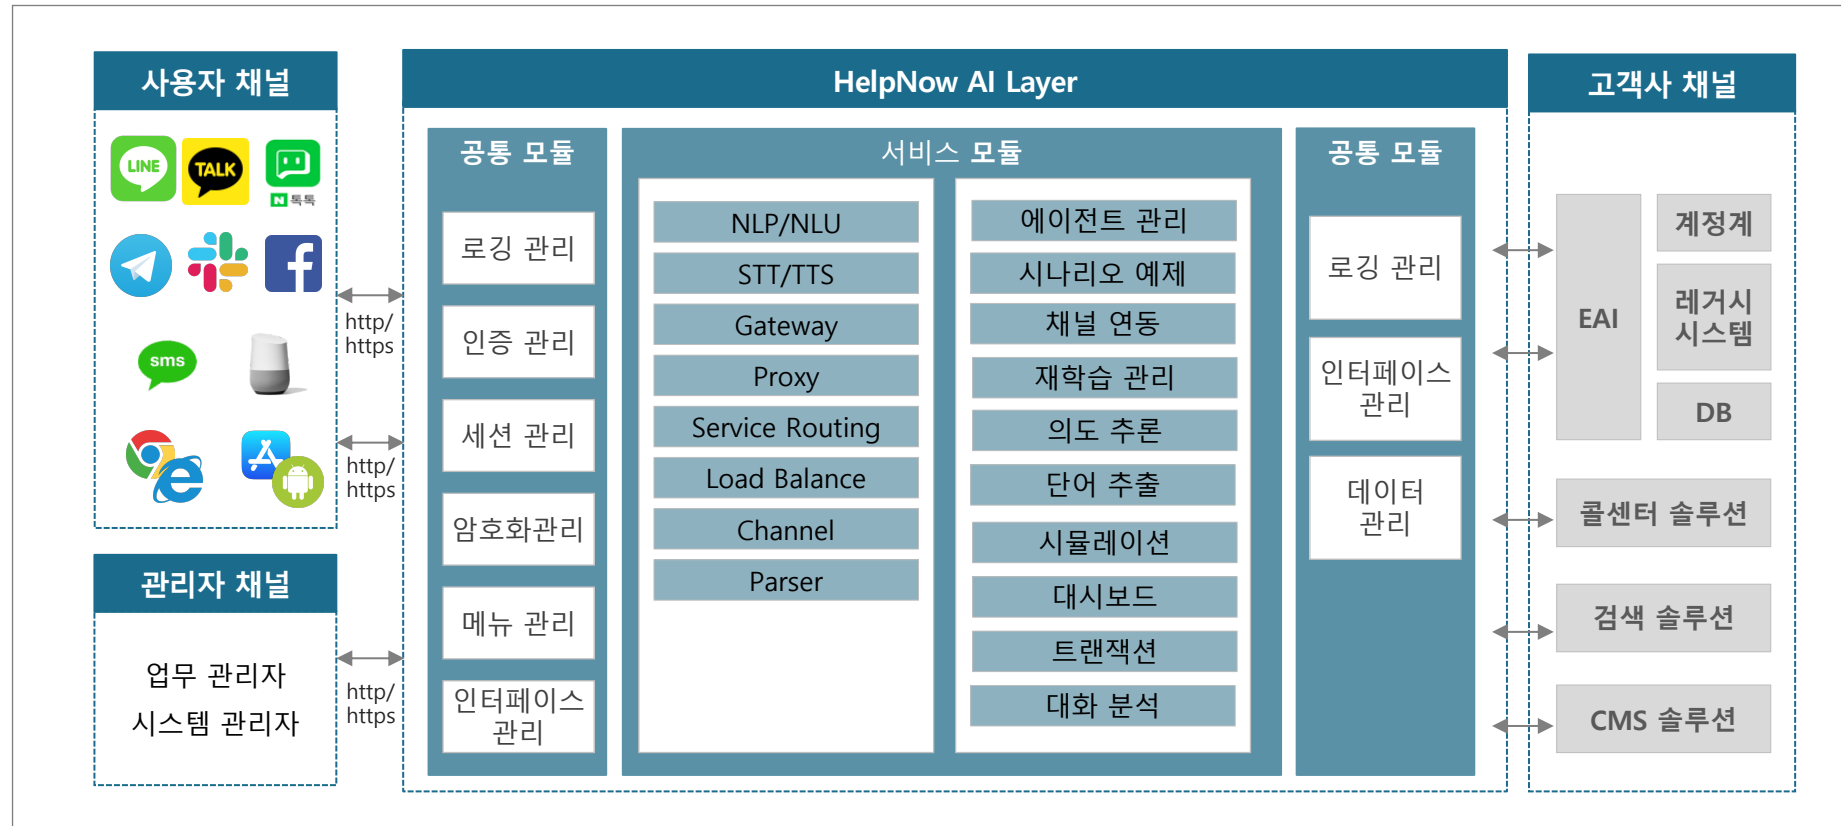 사용자 채널
LINE
TALK
N 톡톡
sms
http/
https
http/
https
관리자 채널
업무 관리자
시스템 관리자
http/
https
HelpNow AI Layer
공통 모듈
로깅 관리
인증 관리
세션 관리
암호화관리
메뉴 관리
인터페이스
관리
서비스 모듈
NLP/NLU
STT/TTS
Gateway
Proxy
Service Routing
Load Balance
Channel
Parser
에이전트 관리
시나리오 예제
채널 연동
재학습 관리
의도 추론
단어 추출
시뮬레이션
대시보드
트랜잭션
대화 분석
공통 모듈
로깅 관리
인터페이스
관리
데이터
관리
고객사 채널
EAI
계정계
레거시
시스템
DB
콜센터 솔루션
검색 솔루션
CMS 솔루션